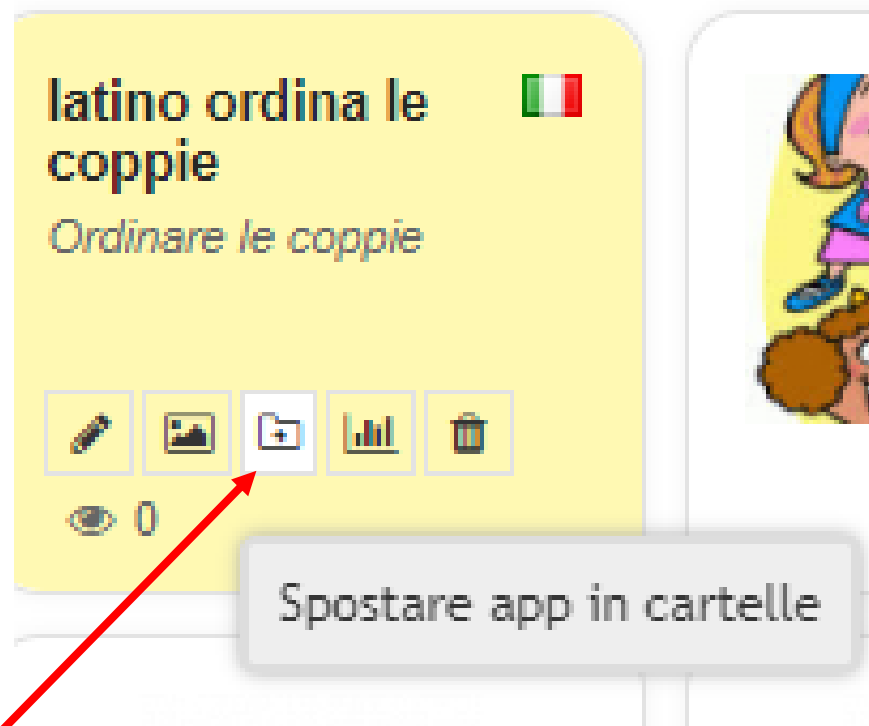 latino ordina le
coppie
Ordinare le coppie
0
Spostare app in cartelle